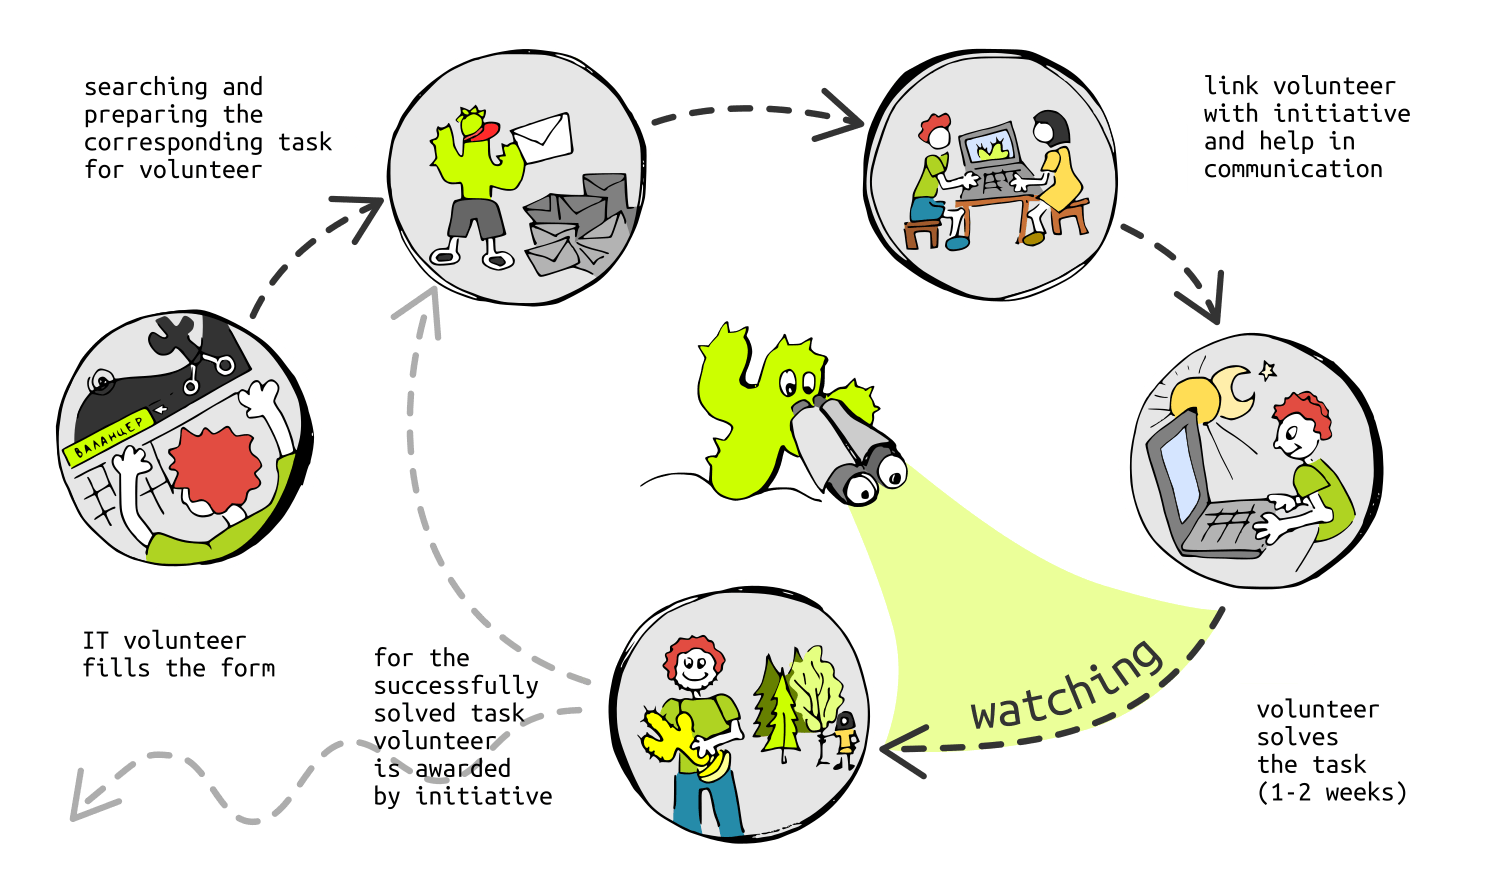 searching and
preparing the
corresponding task
for volunteer
link volunteer
with initiative
and help in
communication
ВАЛАНЦЕР
IT volunteer
fills the form
for the
successfully
solved task
volunteer
is awarded
by initiative
watching
volunteer
solves
the task
(1-2 weeks)